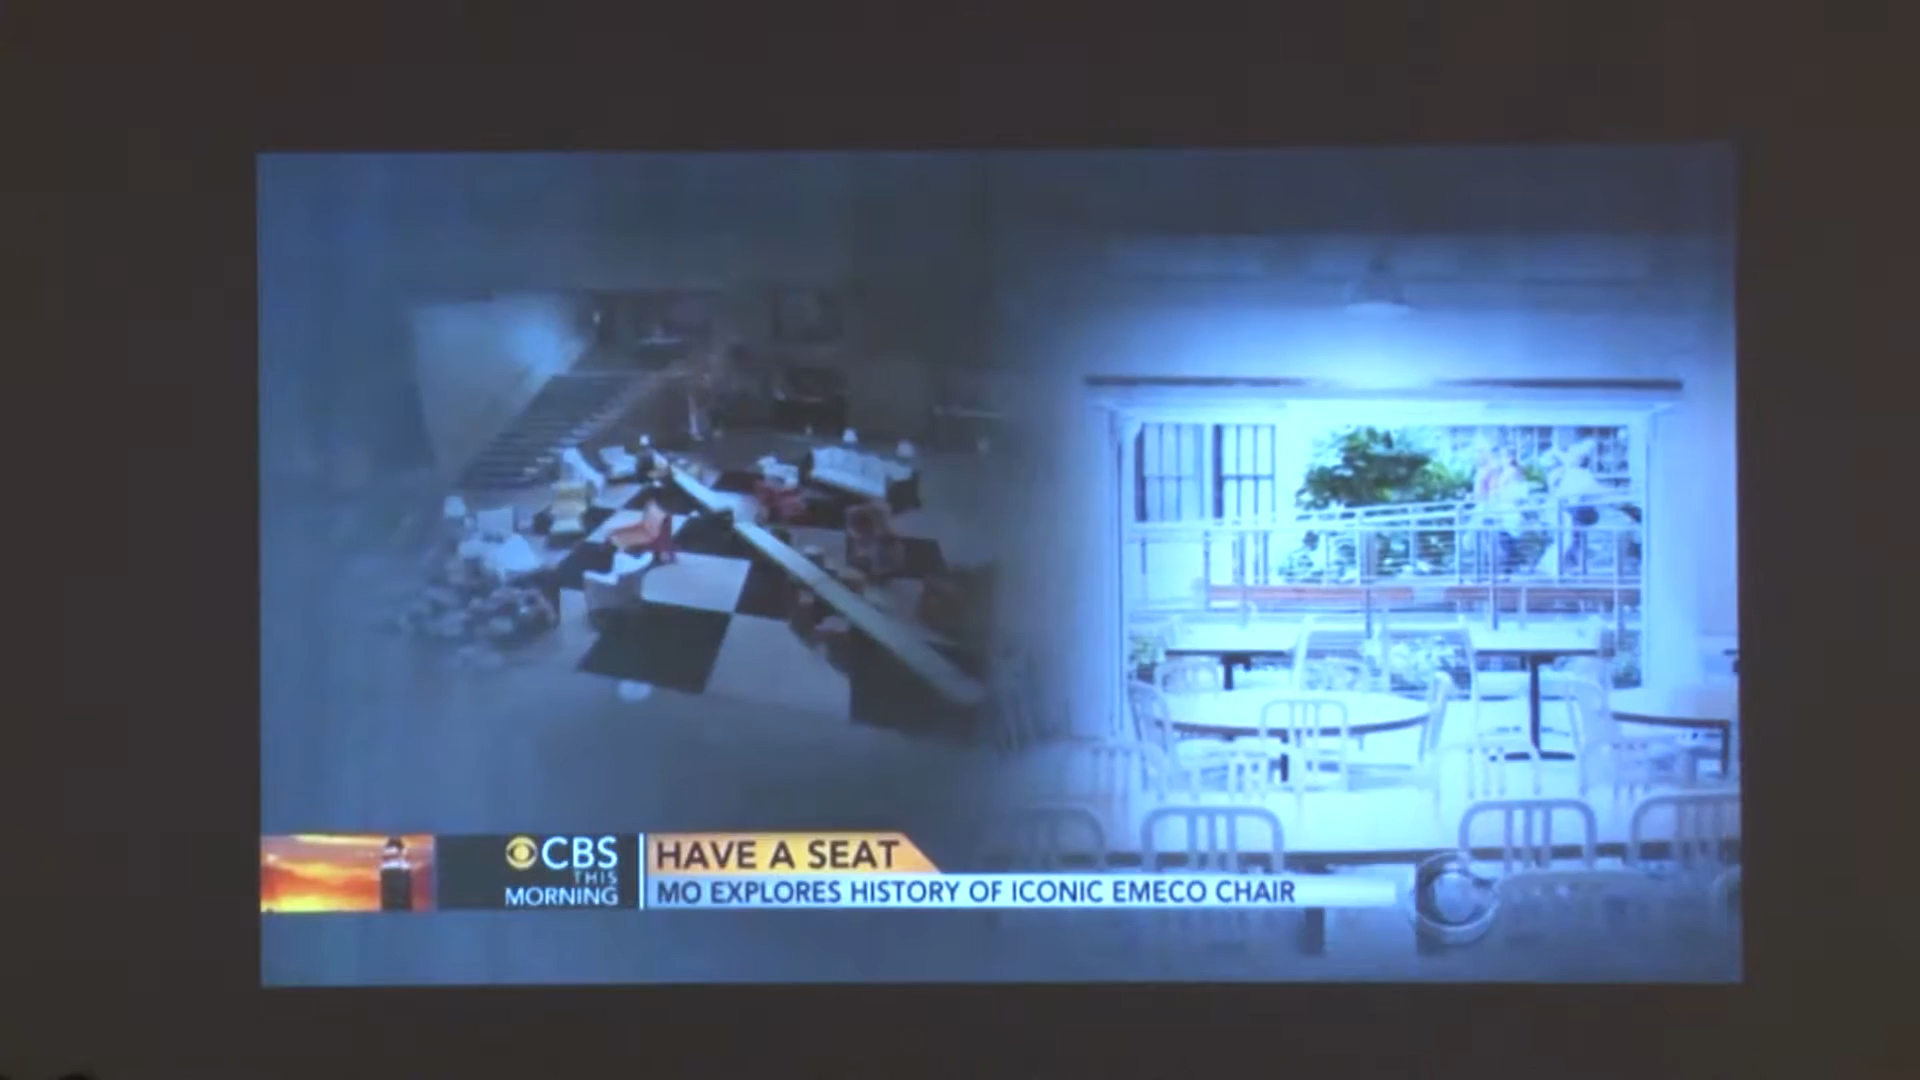 CBS
THIS
MORNING
HAVE A SEAT
MO EXPLORES HISTORY OF ICONIC EMECO CHAIR